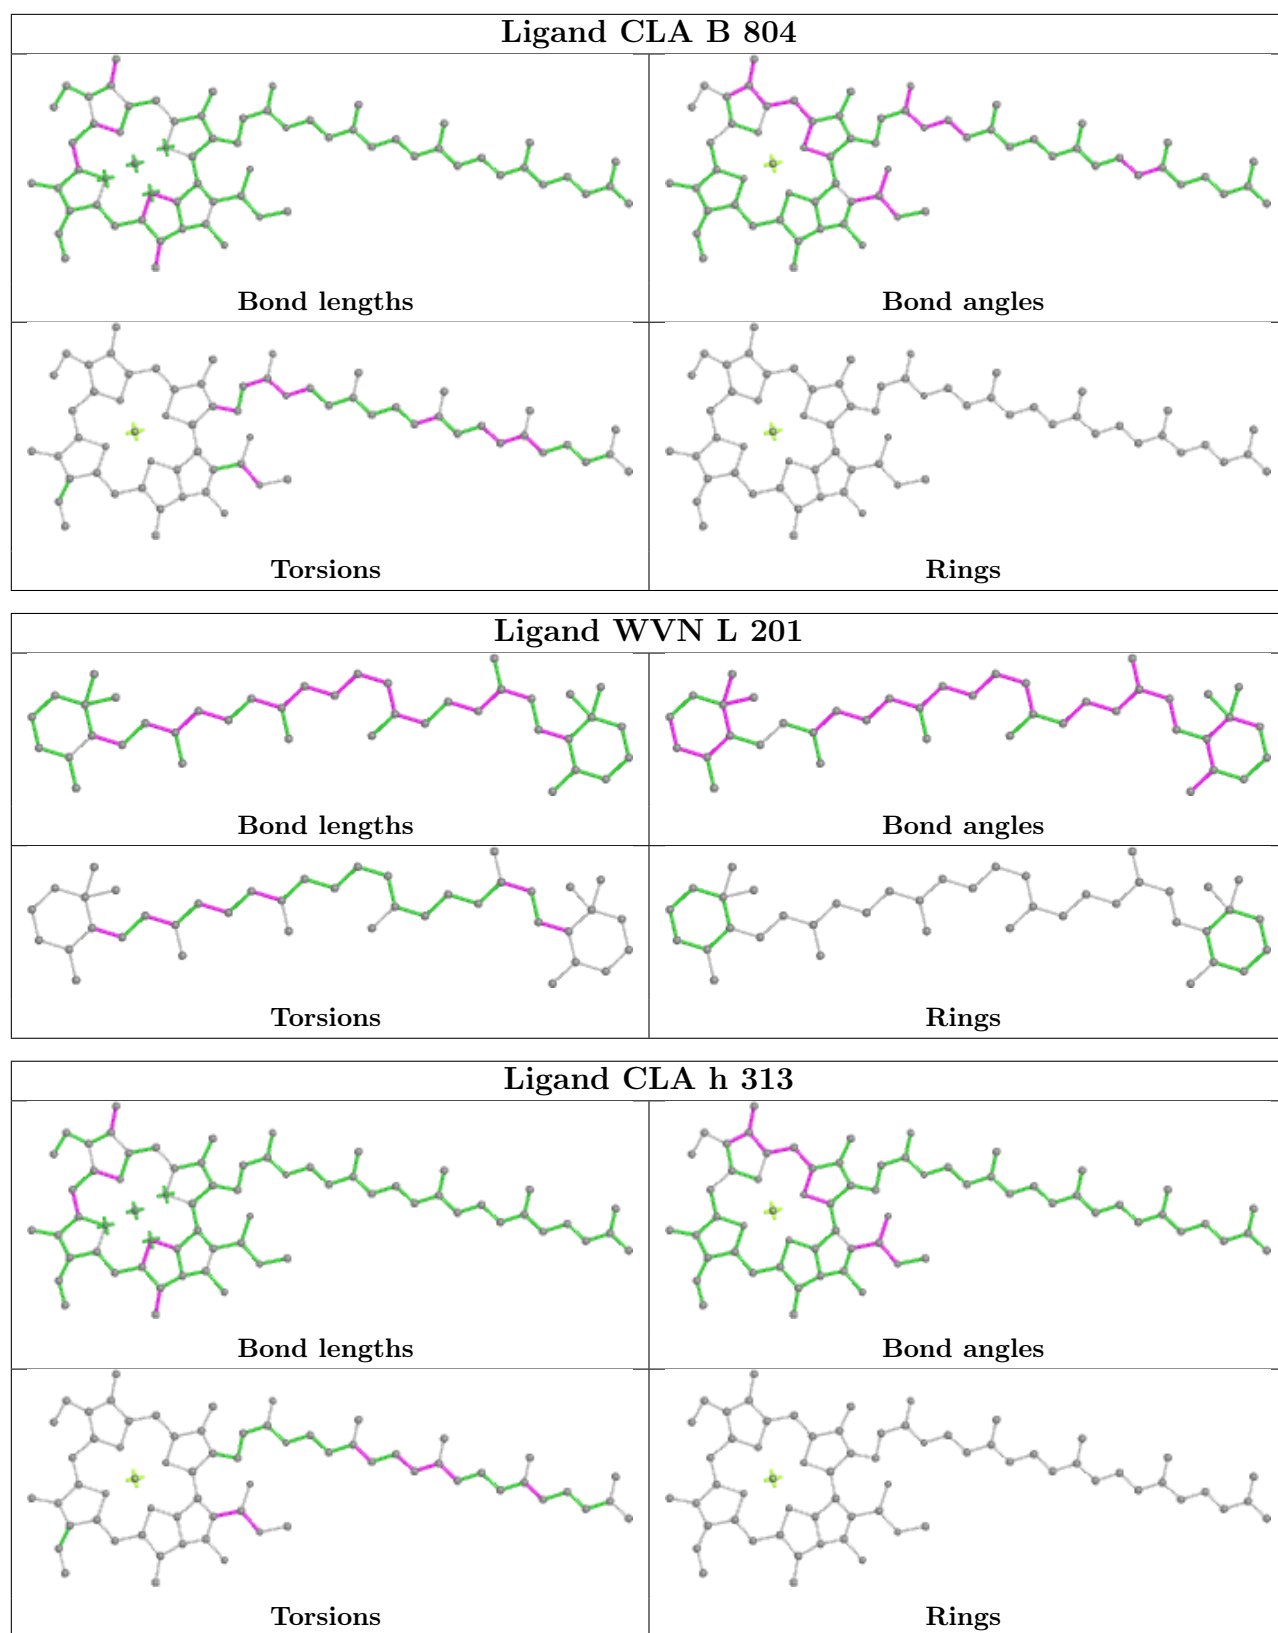 Ligand CLA B 804
Bond lengths
Bond angles
Torsions
Rings
Ligand WVN L 201
Bond lengths
Bond angles
Torsions
Rings
Ligand CLA h 313
Bond lengths
Bond angles
Torsions
Rings